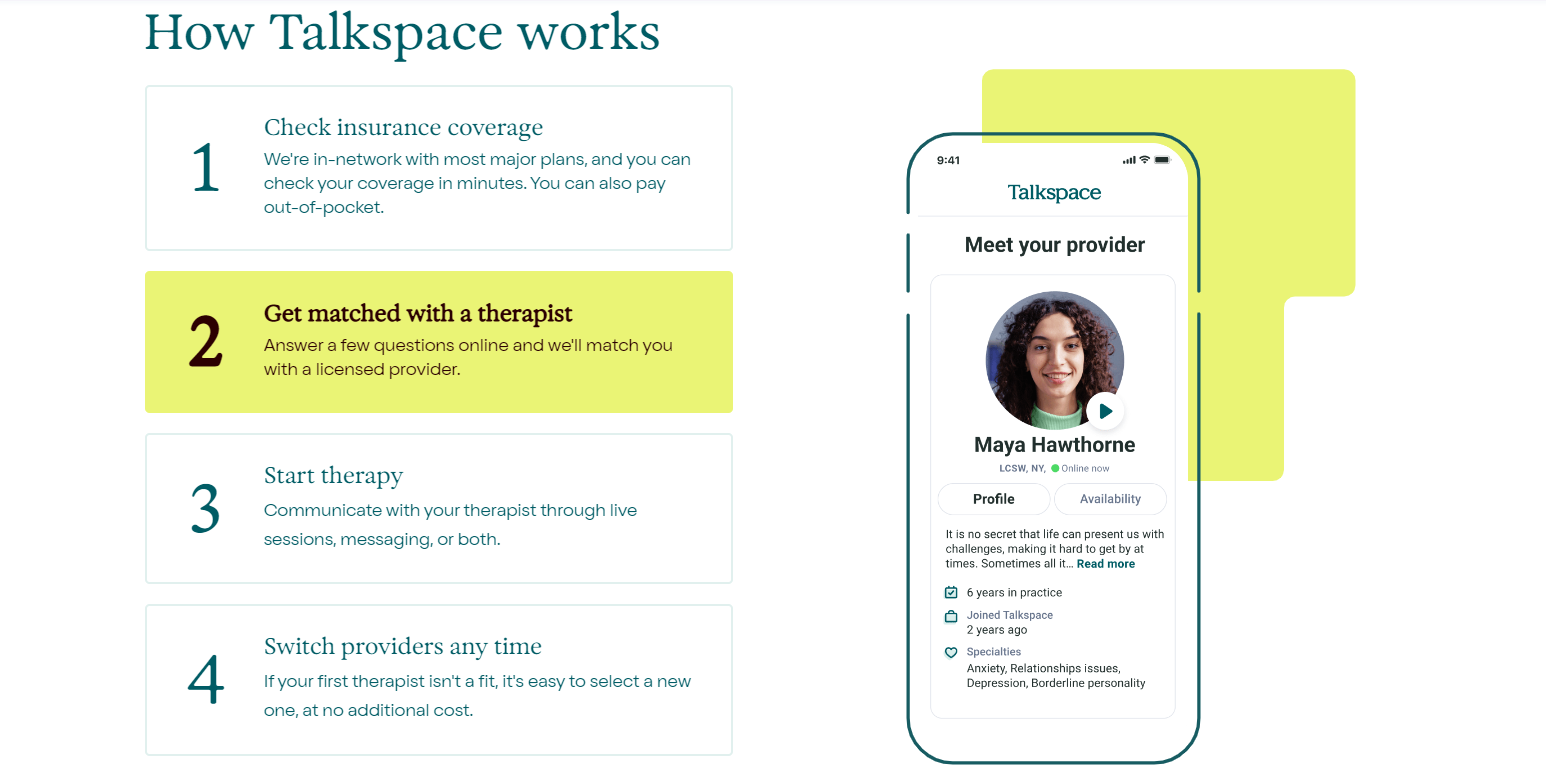 How Talkspace works
1
Check insurance coverage
We're in-network with most major plans, and you can
check your coverage in minutes. You can also pay
out-of-pocket.
2
Get matched with a therapist
Answer a few questions online and we'll match you
with a licensed provider.
3
Start therapy
Communicate with your therapist through live
sessions, messaging, or both.
4
Switch providers any time
If your first therapist isn't a fit, it's easy to select a new
one, at no additional cost.
9:41
Talkspace
Meet your provider
Maya Hawthorne
LCSW, NY, Online now
Profile Availability
It is no secret that life can present us with
challenges, making it hard to get by at
times. Sometimes all it... Read more
6 years in practice
Joined Talkspace
2 years ago
Specialties
Anxiety, Relationships issues,
Depression, Borderline personality